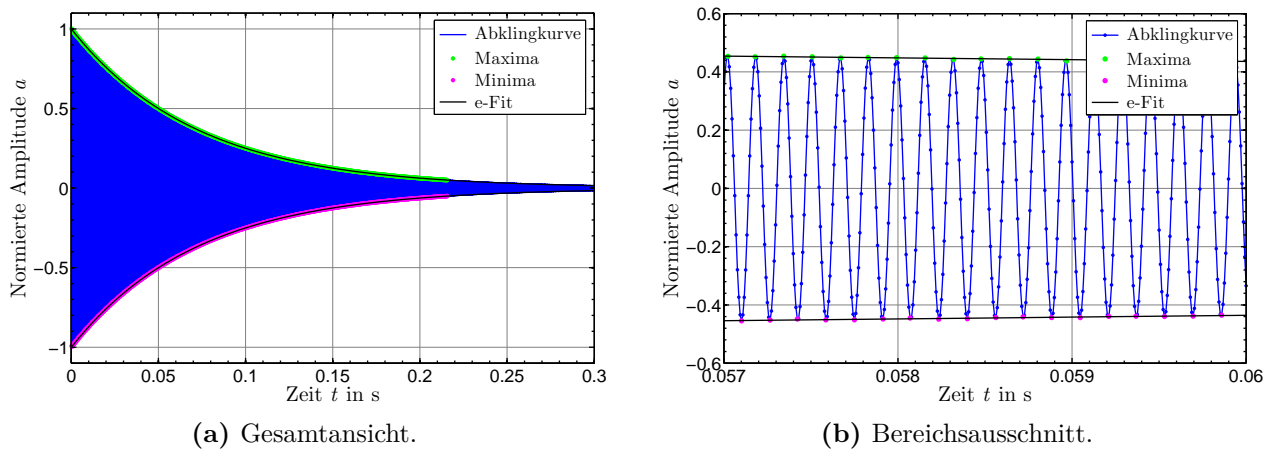 Normierte Amplitude a
1
0.5
0
−0.5
−1
0
0.05
0.1
0.15
0.2
0.25
0.3
Zeit t in s
Abklingkurve
Maxima
Minima
e-Fit
(a) Gesamtansicht.
Normierte Amplitude a
0.6
0.4
0.2
0
−0.2
−0.4
−0.6
0.057
0.058
0.059
0.06
Zeit t in s
Abklingkurve
Maxima
Minima
e-Fit
(b) Bereichsausschnitt.